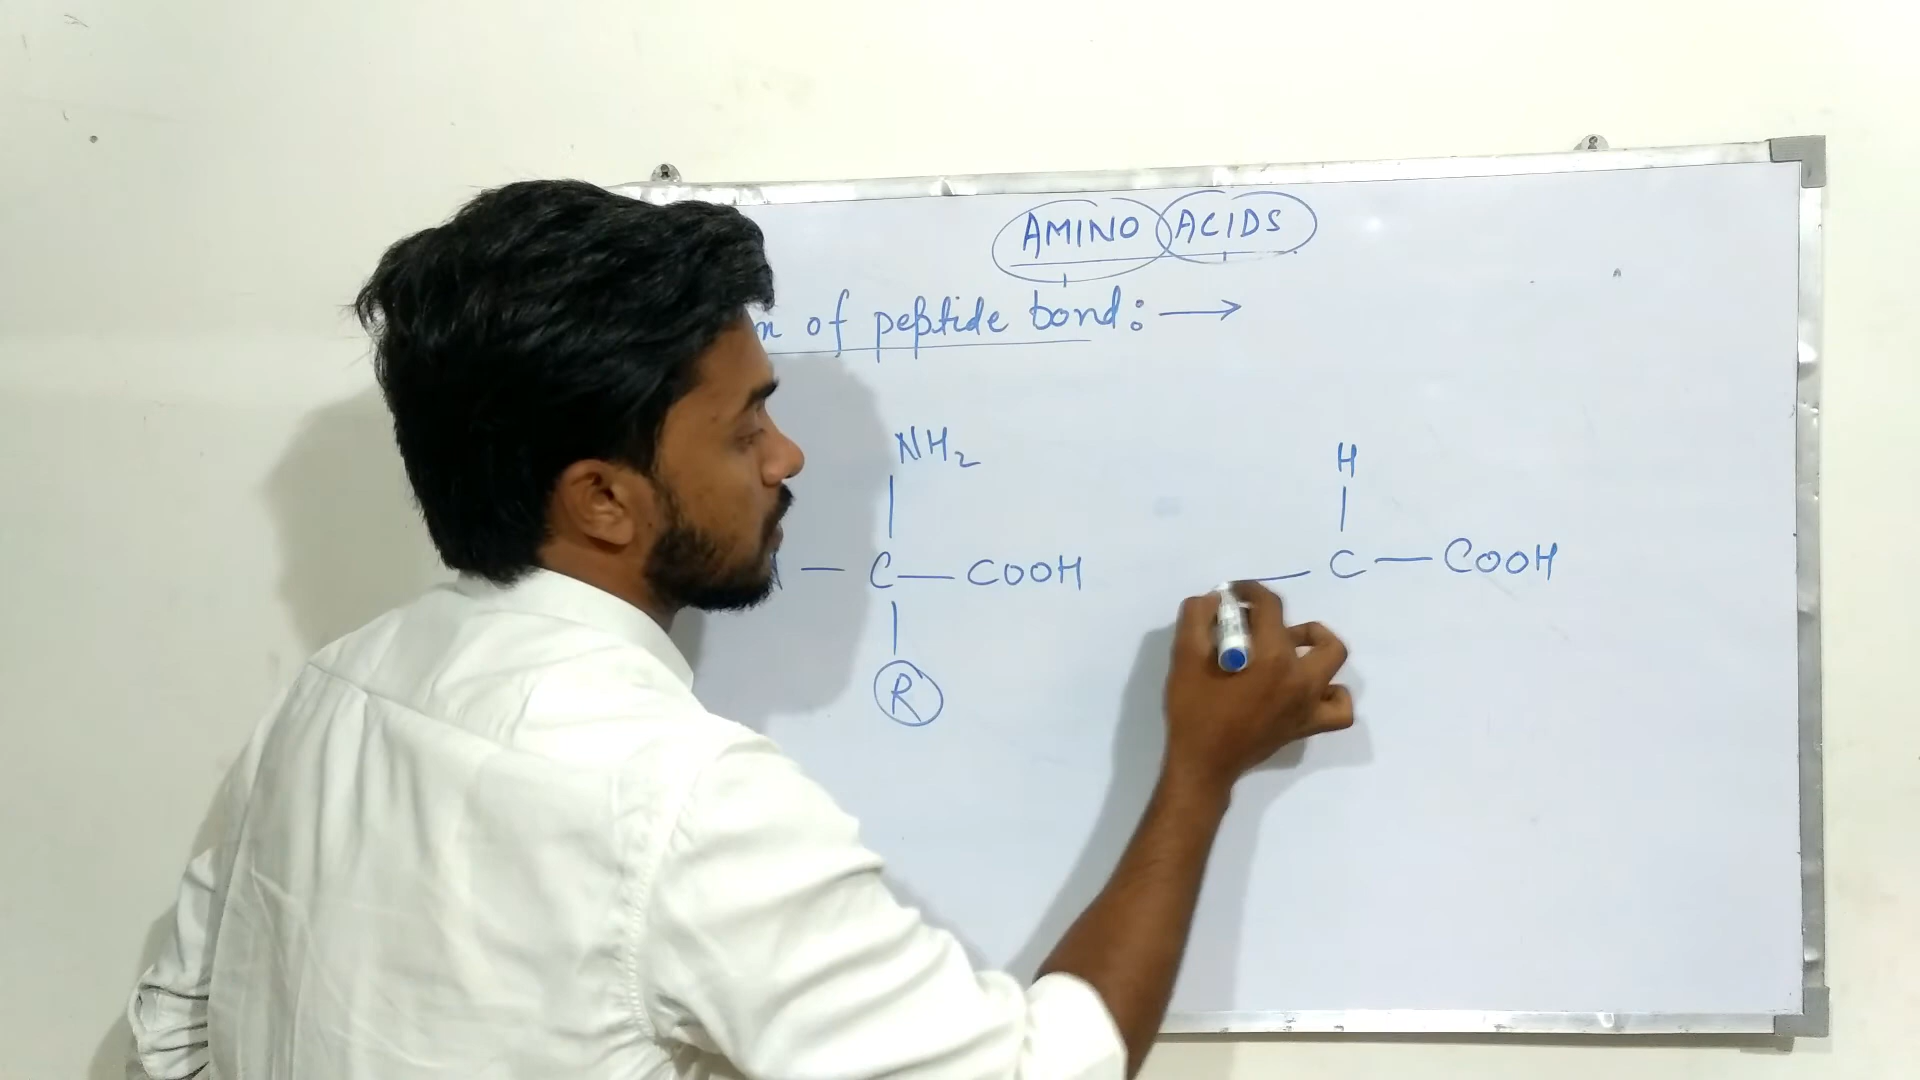 AMINO ACIDS
of peptide bond: →
NH2
H
C — COOH
— C — COOH
R